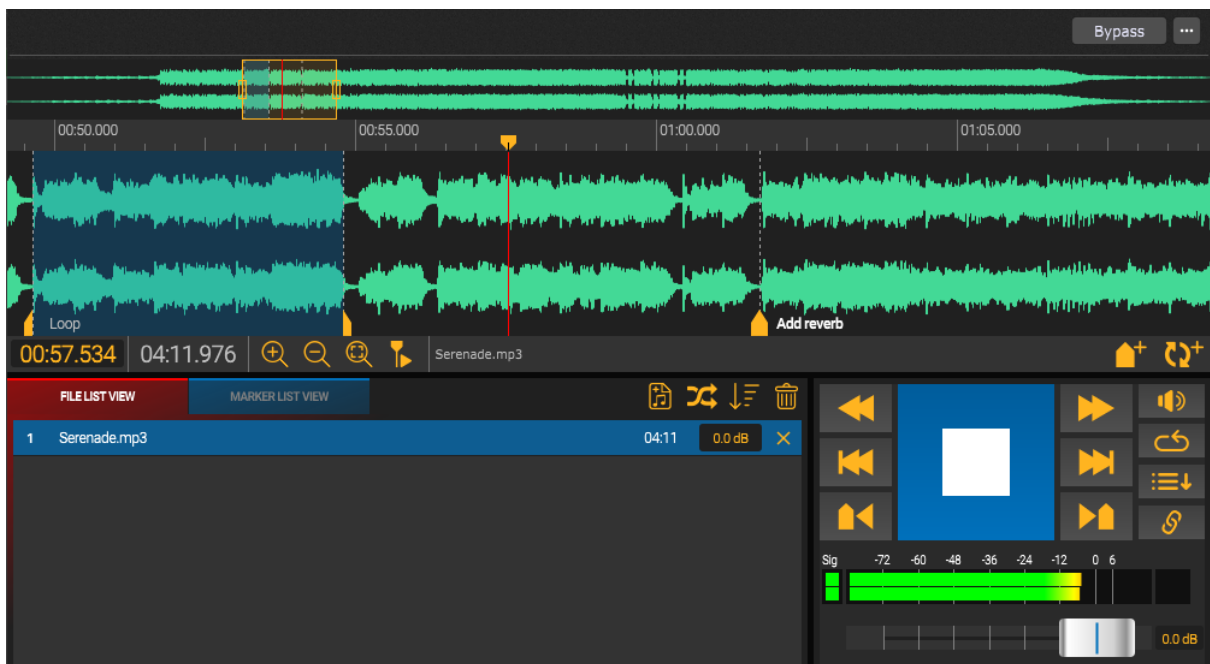 Bypass
00:50.000 00:55.000 01:00.000 01:05.000
Loop
Add reverb
00:57.534 04:11.976 Serenade.mp3
FILE LIST VIEW MARKER LIST VIEW
1 Serenade.mp3 04:11 0.0 dB
Sig -72 -60 -48 -36 -24 -12 0 6
0.0 dB